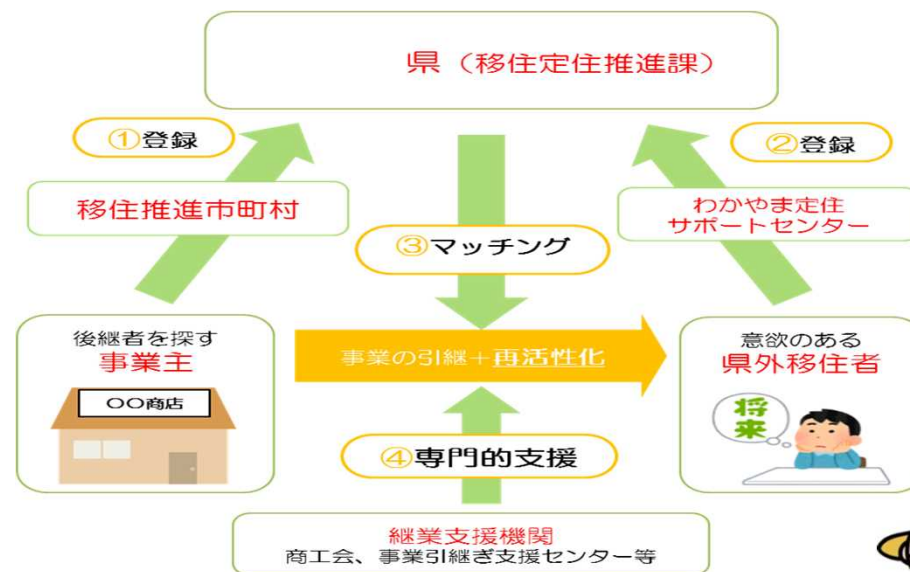 県（移住定住推進課）
①登録
②登録
移住推進市町村
わかやま定住
サポートセンター
③マッチング
後継者を探す
事業主
〇〇商店
事業の引継＋再活性化
意欲のある
県外移住者
将
来
④専門的支援
継業支援機関
商工会、事業引継ぎ支援センター等